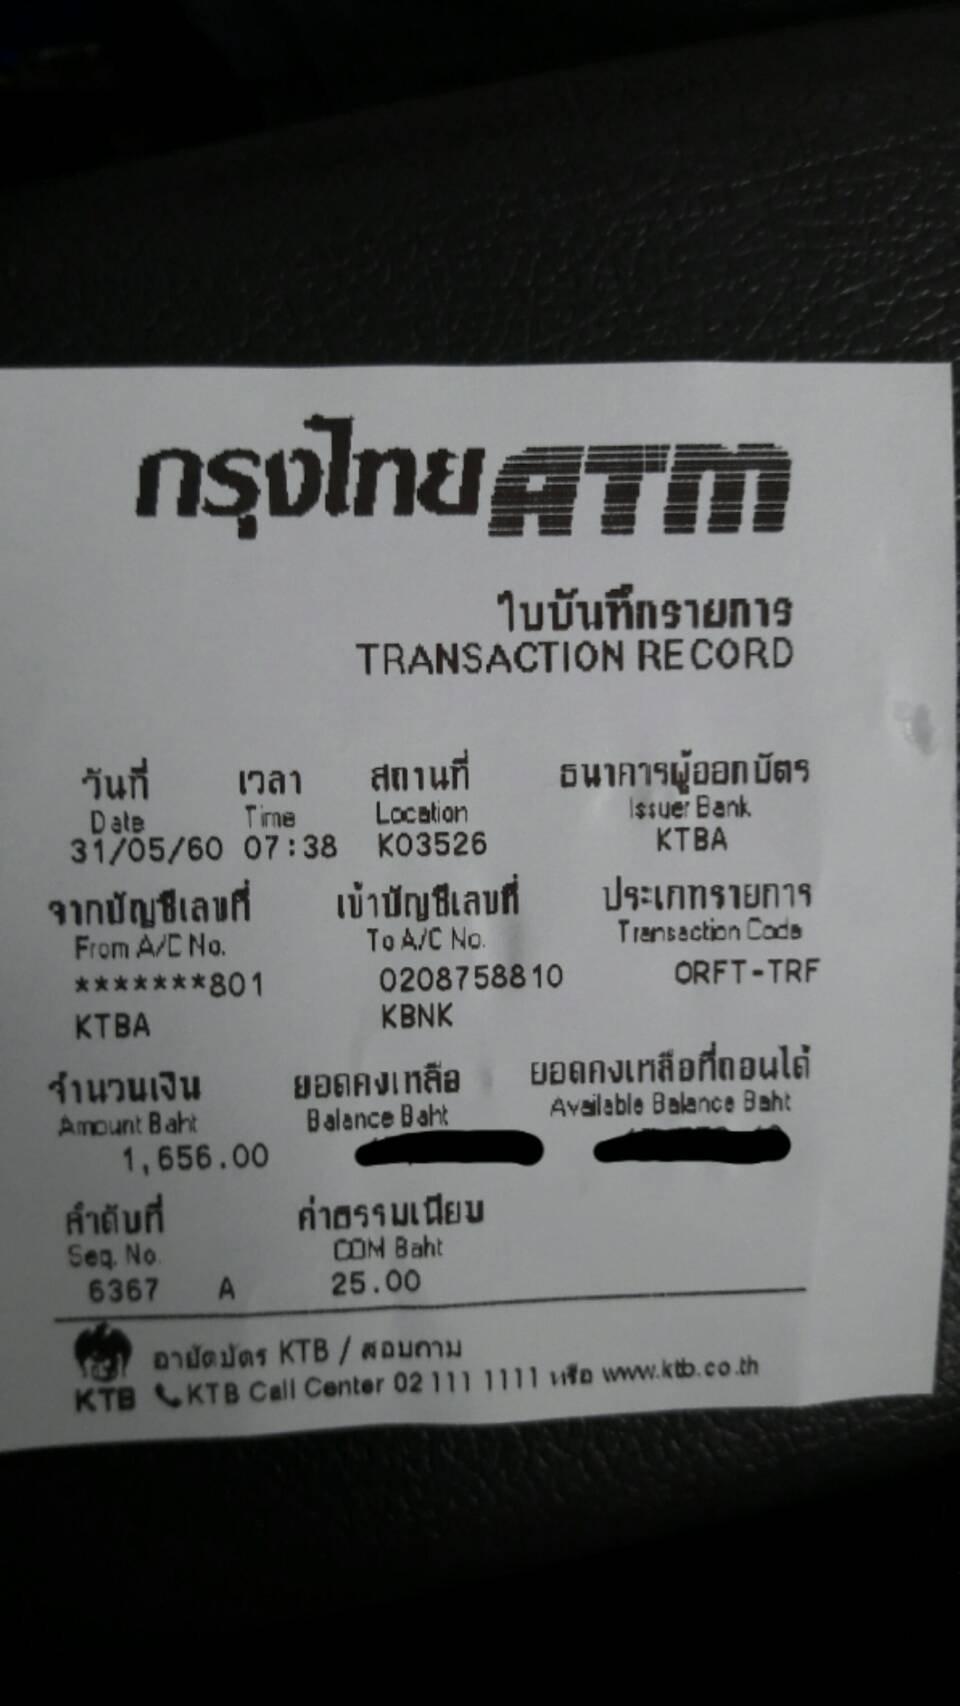 กรุงไทย ATM
ใบบันทึกรายการ
TRANSACTION RECORD
วันที่ เวลา สถานที่ ธนาคารผู้ออกบัตร
Date Time Location Issuer Bank
31/05/60 07:38 K03526 KTBA
จากบัญชีเลขที่ เข้าบัญชีเลขที่ ประเภทรายการ
From A/C No. To A/C No. Transaction Code
*******801 0208758810 ORFT-TRF
KTBA KBNK
จำนวนเงิน ยอดคงเหลือ ยอดคงเหลือที่ถอนได้
Amount Baht Balance Baht Available Balance Baht
1,656.00
ลำดับที่ ค่าธรรมเนียม
Seq. No. COM Baht
6367 A 25.00
อายัดบัตร KTB / สอบถาม
KTB KTB Call Center 02 111 1111 หรือ www.ktb.co.th